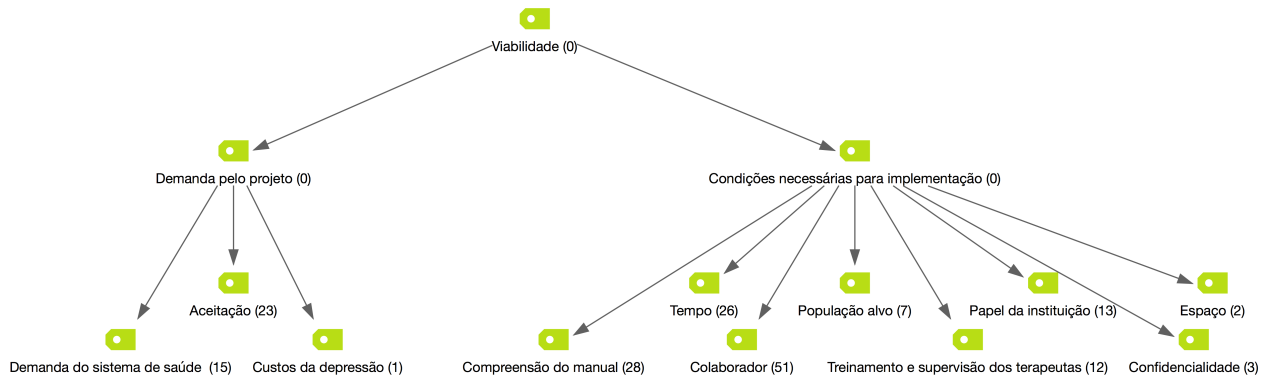 Viabilidade (0)
Demanda pelo projeto (0)
Condições necessárias para implementação (0)
Aceitação (23)
Tempo (26)
População alvo (7)
Papel da instituição (13)
Espaço (2)
Demanda do sistema de saúde  (15)
Custos da depressão (1)
Compreensão do manual (28)
Colaborador (51)
Treinamento e supervisão dos terapeutas (12)
Confidencialidade (3)